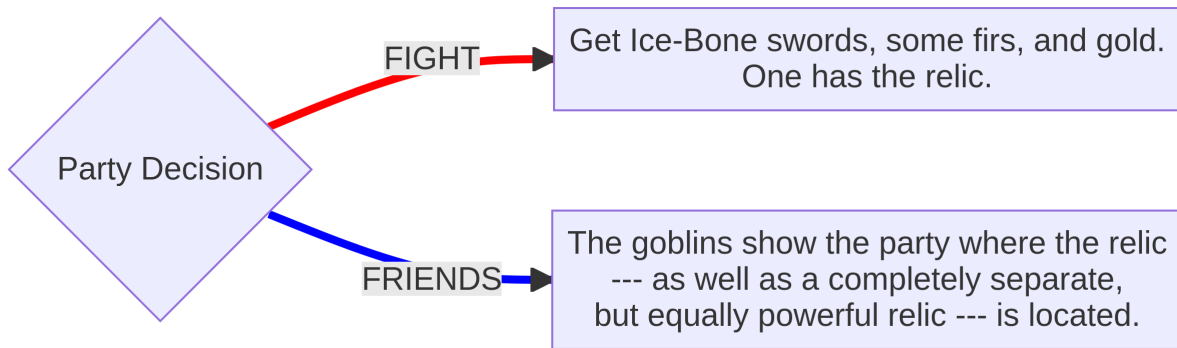 Party Decision
FIGHT
Get Ice-Bone swords, some firs, and gold.
One has the relic.
FRIENDS
The goblins show the party where the relic
--- as well as a completely separate,
but equally powerful relic --- is located.